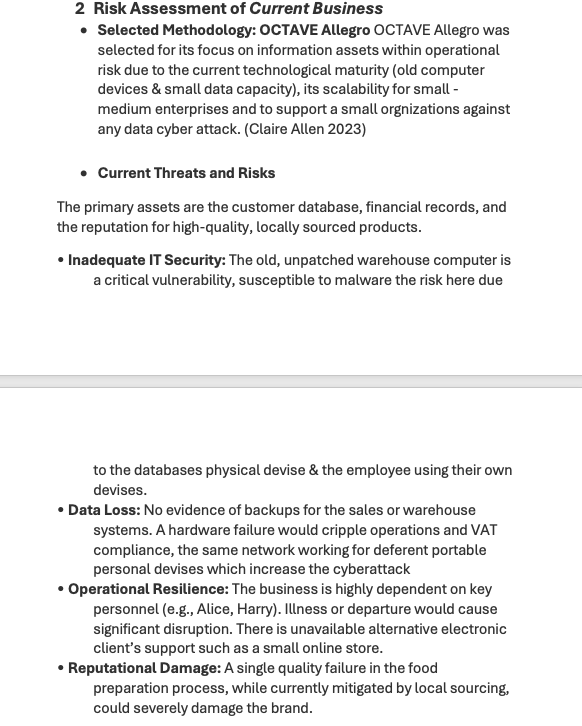 2 Risk Assessment of Current Business
• Selected Methodology: OCTAVE Allegro OCTAVE Allegro was
selected for its focus on information assets within operational
risk due to the current technological maturity (old computer
devices & small data capacity), its scalability for small -
medium enterprises and to support a small orgnizations against
any data cyber attack. (Claire Allen 2023)
• Current Threats and Risks
The primary assets are the customer database, financial records, and
the reputation for high-quality, locally sourced products.
• Inadequate IT Security: The old, unpatched warehouse computer is
a critical vulnerability, susceptible to malware the risk here due
to the databases physical devise & the employee using their own
devises.
• Data Loss: No evidence of backups for the sales or warehouse
systems. A hardware failure would cripple operations and VAT
compliance, the same network working for deferent portable
personal devises which increase the cyberattack
• Operational Resilience: The business is highly dependent on key
personnel (e.g., Alice, Harry). Illness or departure would cause
significant disruption. There is unavailable alternative electronic
client’s support such as a small online store.
• Reputational Damage: A single quality failure in the food
preparation process, while currently mitigated by local sourcing,
could severely damage the brand.